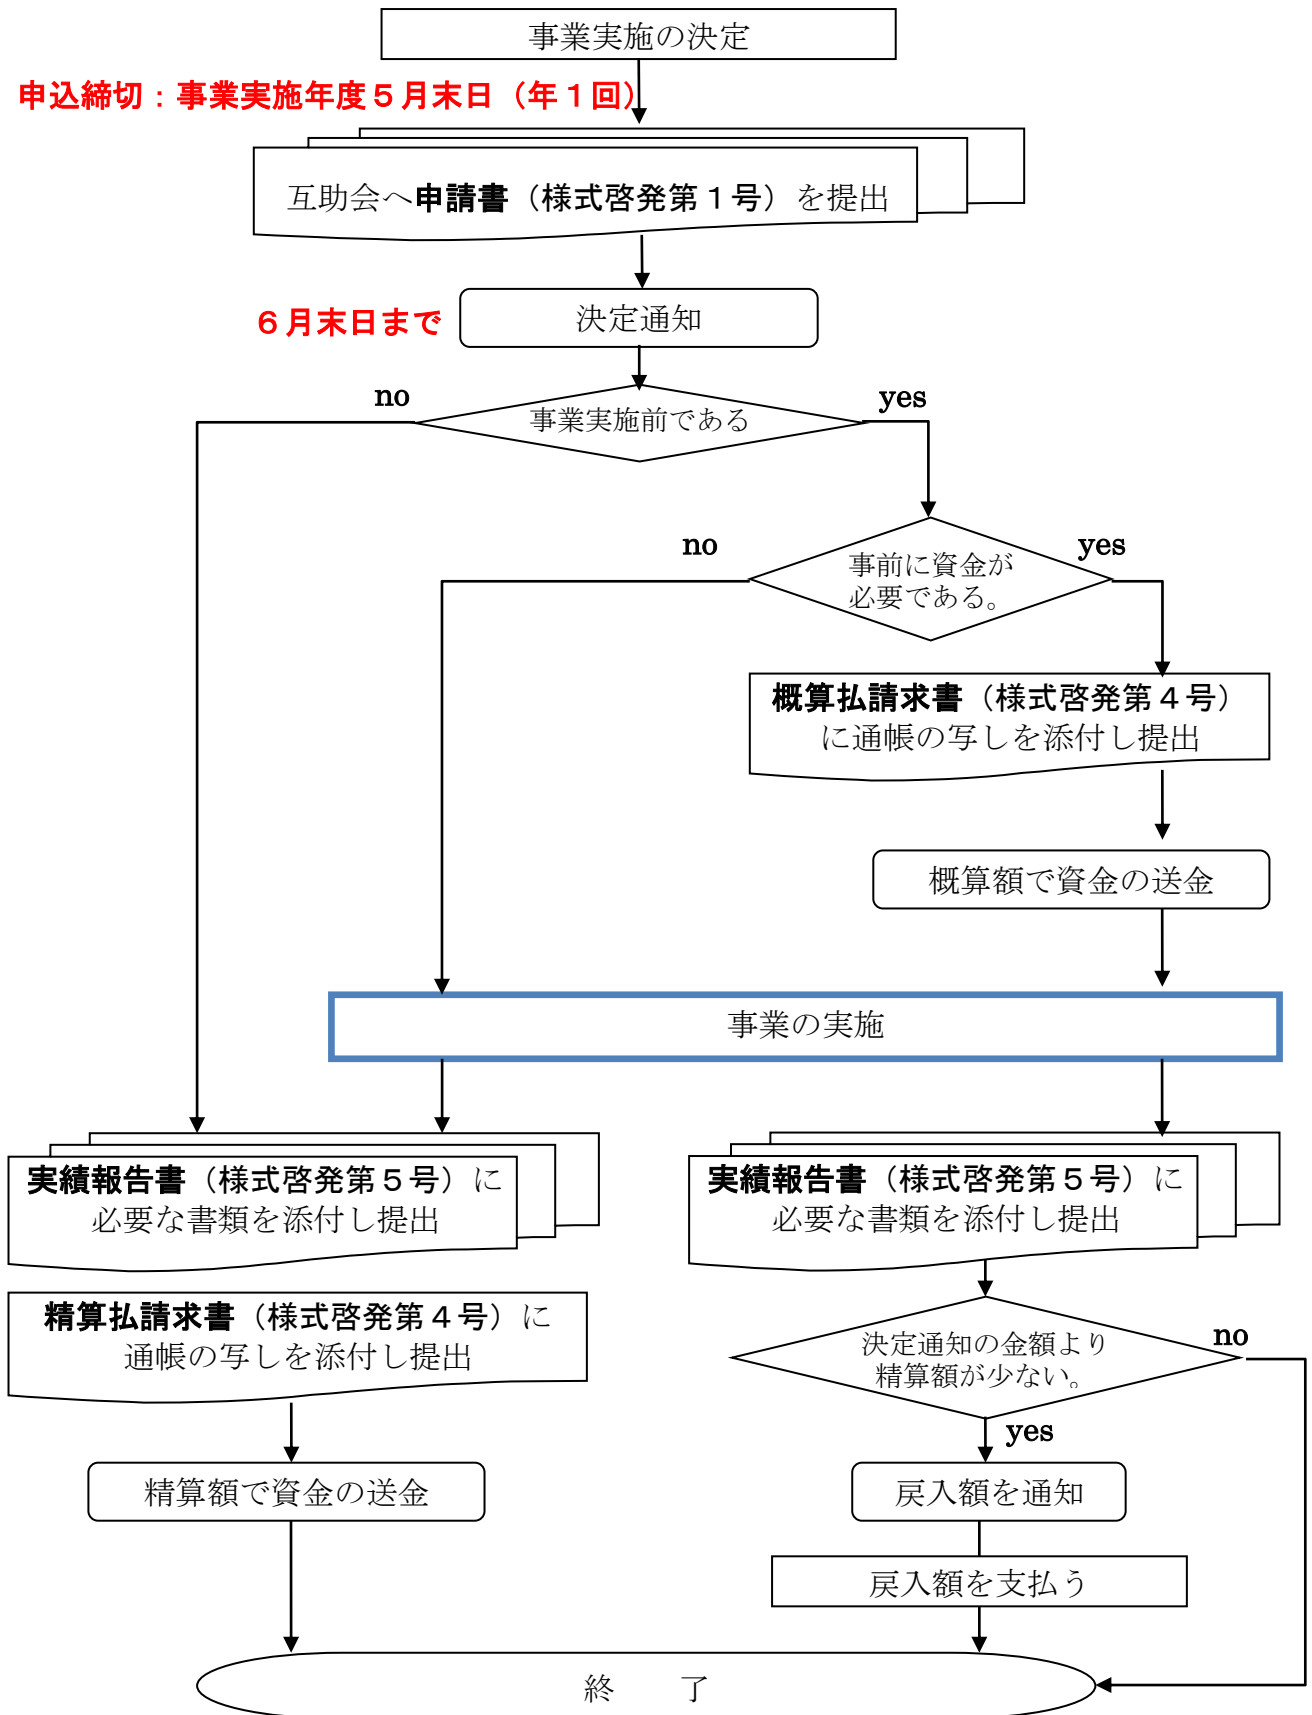 事業実施の決定
申込締切：事業実施年度５月末日（年１回）
互助会へ申請書（様式啓発第１号）を提出
６月末日まで
決定通知
no
yes
事業実施前である
no
yes
事前に資金が
必要である。
概算払請求書（様式啓発第４号）
に通帳の写しを添付し提出
概算額で資金の送金
事業の実施
実績報告書（様式啓発第５号）に
必要な書類を添付し提出
実績報告書（様式啓発第５号）に
必要な書類を添付し提出
精算払請求書（様式啓発第４号）に
通帳の写しを添付し提出
決定通知の金額より
精算額が少ない。
no
yes
精算額で資金の送金
戻入額を通知
戻入額を支払う
終　　了